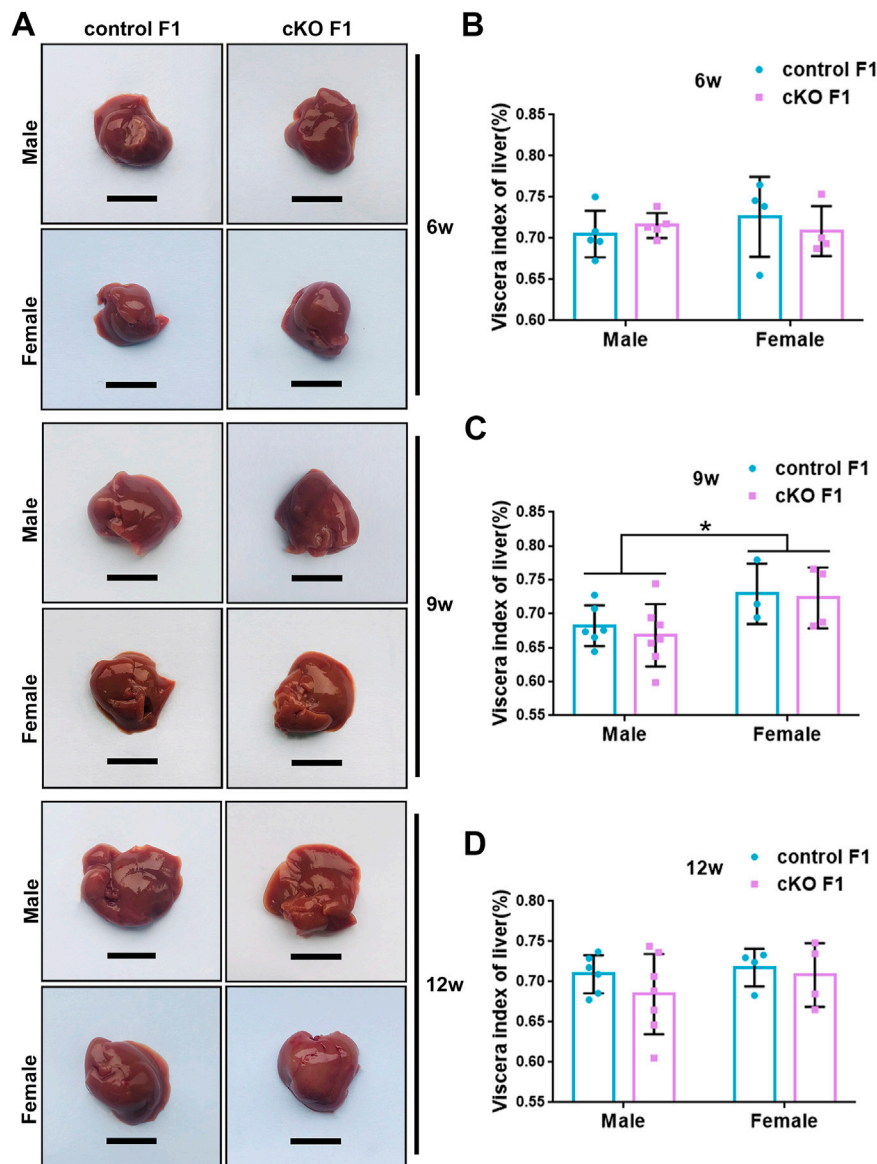 A
control F1
cKO F1
Male
Female
6w
Male
Female
9w
Male
Female
12w
B
6w
control F1
cKO F1
Viscera index of liver(%)
0.85
0.80
0.75
0.70
0.65
0.60
Male
Female
C
9w
control F1
cKO F1
Viscera index of liver(%)
0.85
0.80
0.75
0.70
0.65
0.60
0.55
*
Male
Female
D
12w
control F1
cKO F1
Viscera index of liver(%)
0.80
0.75
0.70
0.65
0.60
0.55
Male
Female